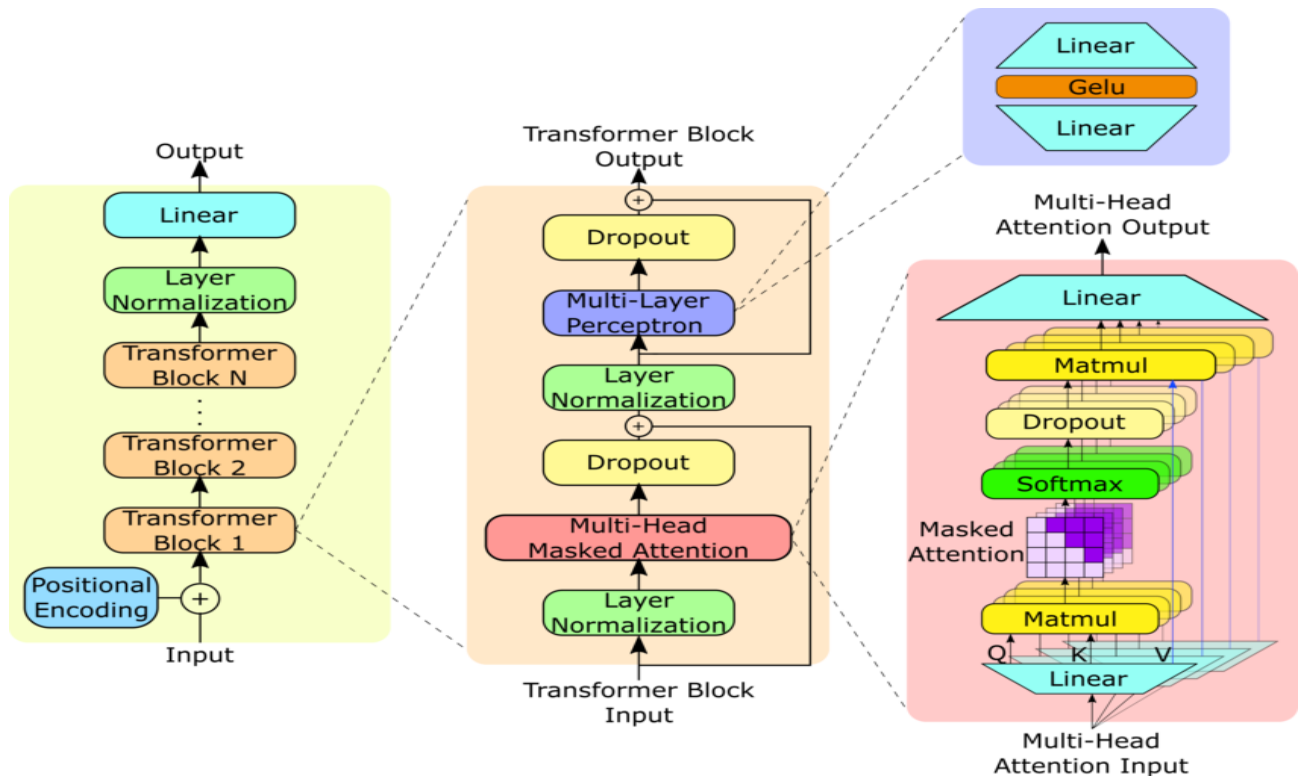 Output
Linear
Layer
Normalization
Transformer
Block N
Transformer
Block 2
Transformer
Block 1
Positional
Encoding
+
Input
Transformer Block
Output
+
Dropout
Multi-Layer
Perceptron
Layer
Normalization
+
Dropout
Multi-Head
Masked Attention
Layer
Normalization
Transformer Block
Input
Linear
Gelu
Linear
Multi-Head
Attention Output
Linear
Matmul
Dropout
Softmax
Masked
Attention
Matmul
Q K V
Linear
Multi-Head
Attention Input